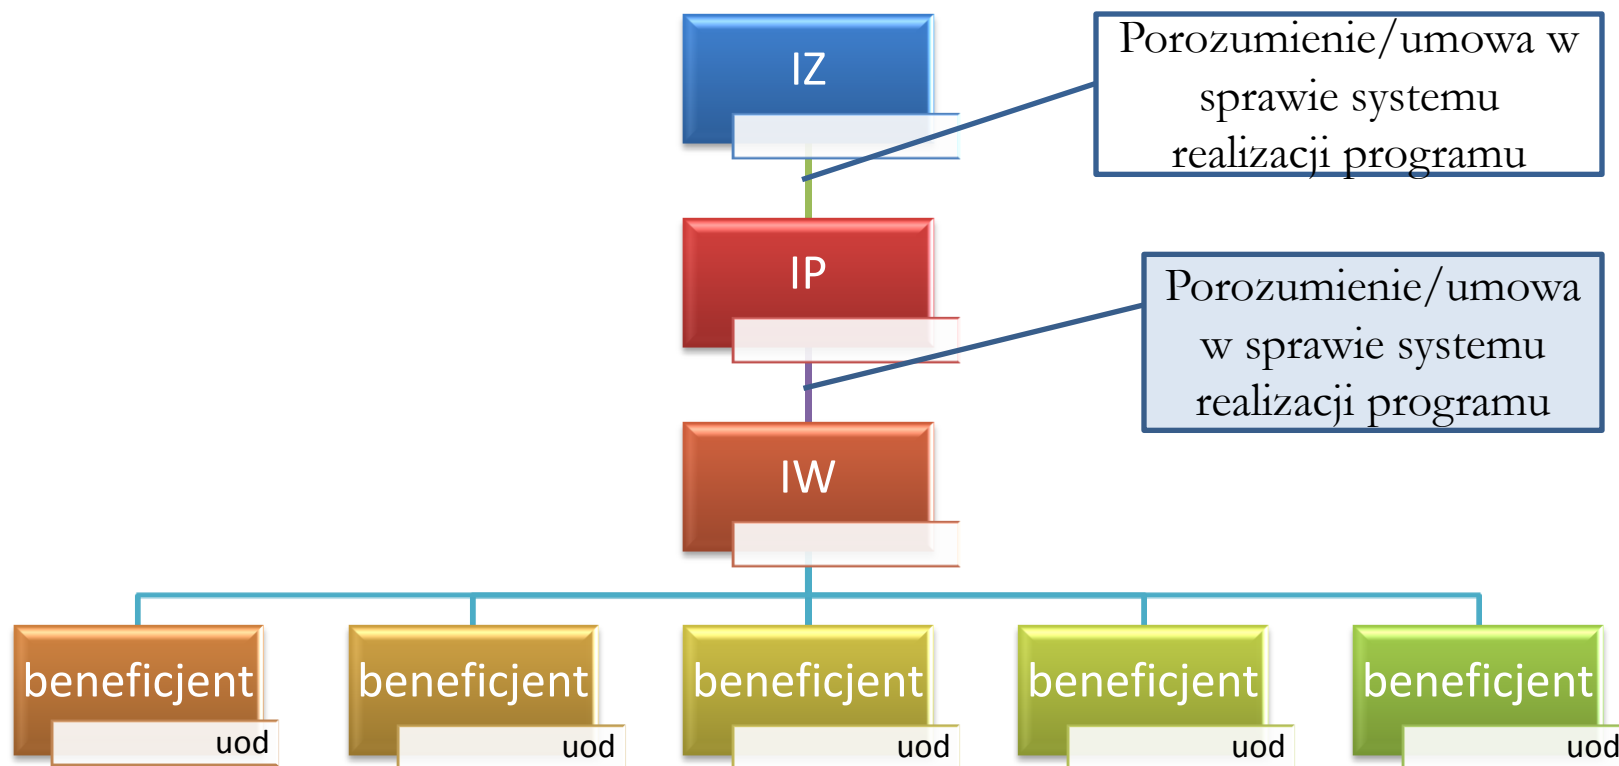 IZ
Porozumienie/umowa w
sprawie systemu
realizacji programu
IP
Porozumienie/umowa
w sprawie systemu
realizacji programu
IW
beneficjent
uod
beneficjent
uod
beneficjent
uod
beneficjent
uod
beneficjent
uod